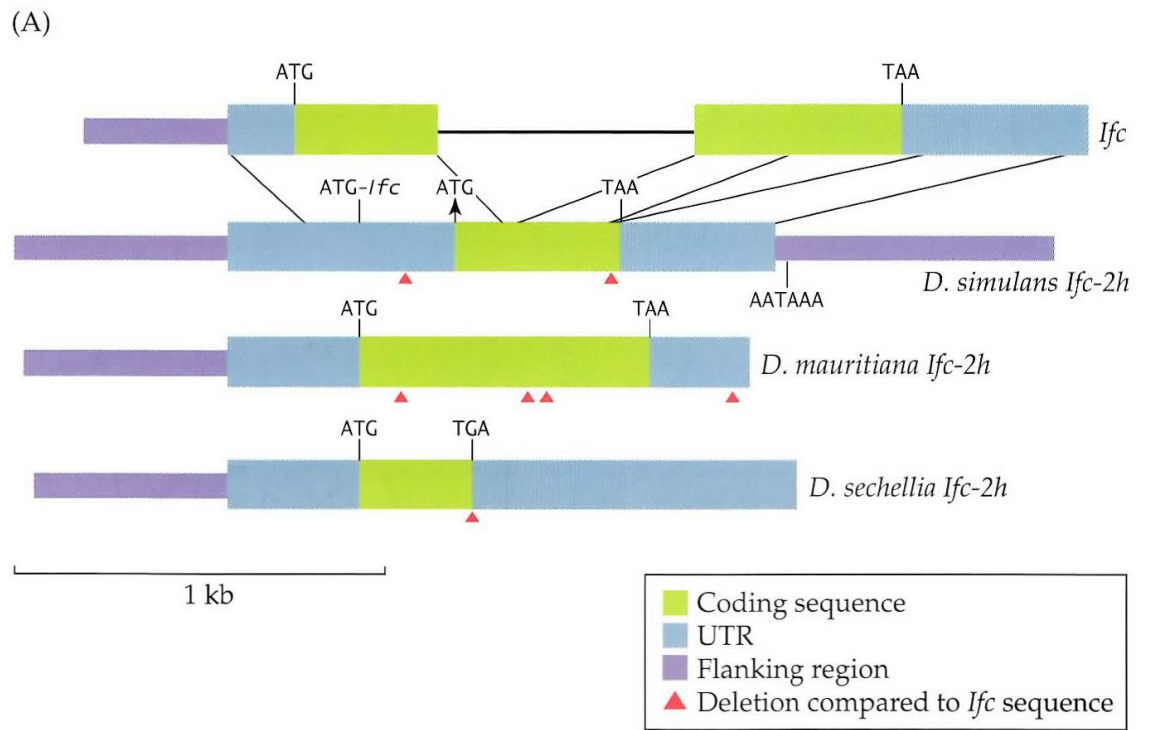 (A)
ATG TAA
Ifc
ATG-Ifc ATG TAA
AATAAA
D. simulans Ifc-2h
ATG TAA
D. mauritiana Ifc-2h
ATG TGA
D. sechellia Ifc-2h
1 kb
Coding sequence
UTR
Flanking region
Deletion compared to Ifc sequence